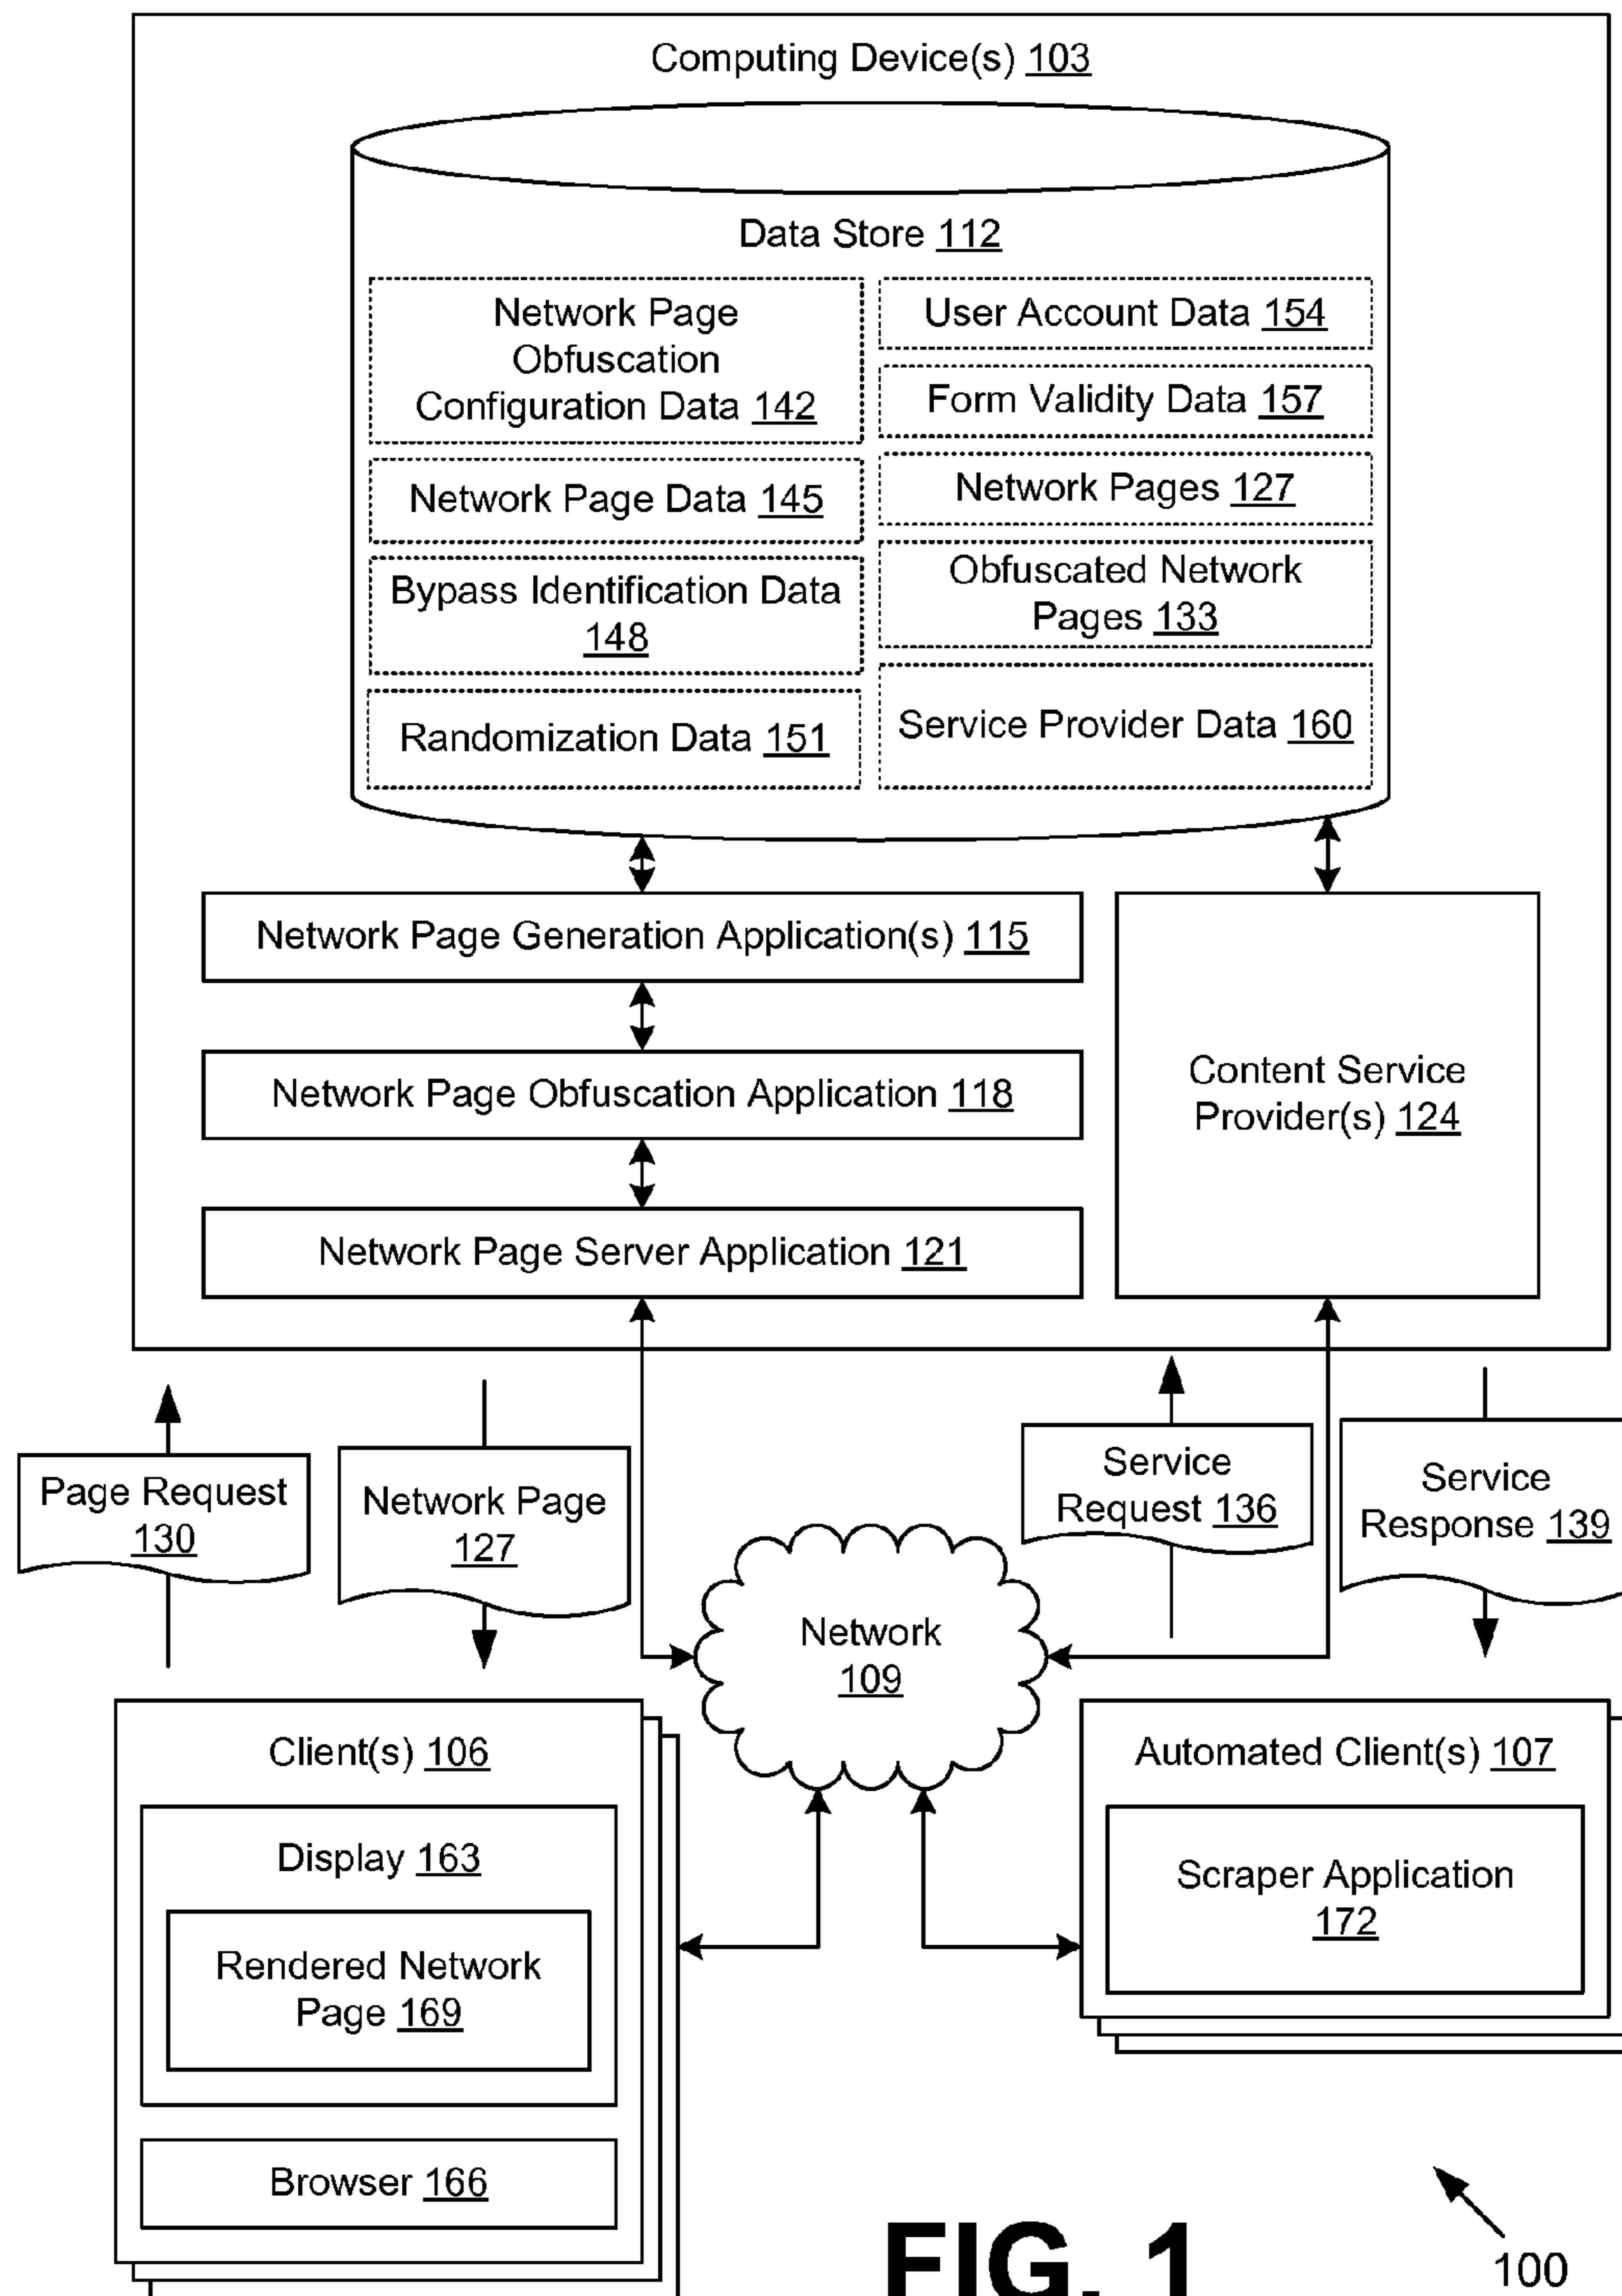 Computing Device(s) 103
Data Store 112
Network Page
Obfuscation
Configuration Data 142
Network Page Data 145
Bypass Identification Data
148
Randomization Data 151
User Account Data 154
Form Validity Data 157
Network Pages 127
Obfuscated Network
Pages 133
Service Provider Data 160
Network Page Generation Application(s) 115
Network Page Obfuscation Application 118
Network Page Server Application 121
Content Service
Provider(s) 124
Page Request
130
Network Page
127
Service
Request 136
Service
Response 139
Network
109
Client(s) 106
Display 163
Rendered Network
Page 169
Browser 166
Automated Client(s) 107
Scraper Application
172
FIG. 1
100